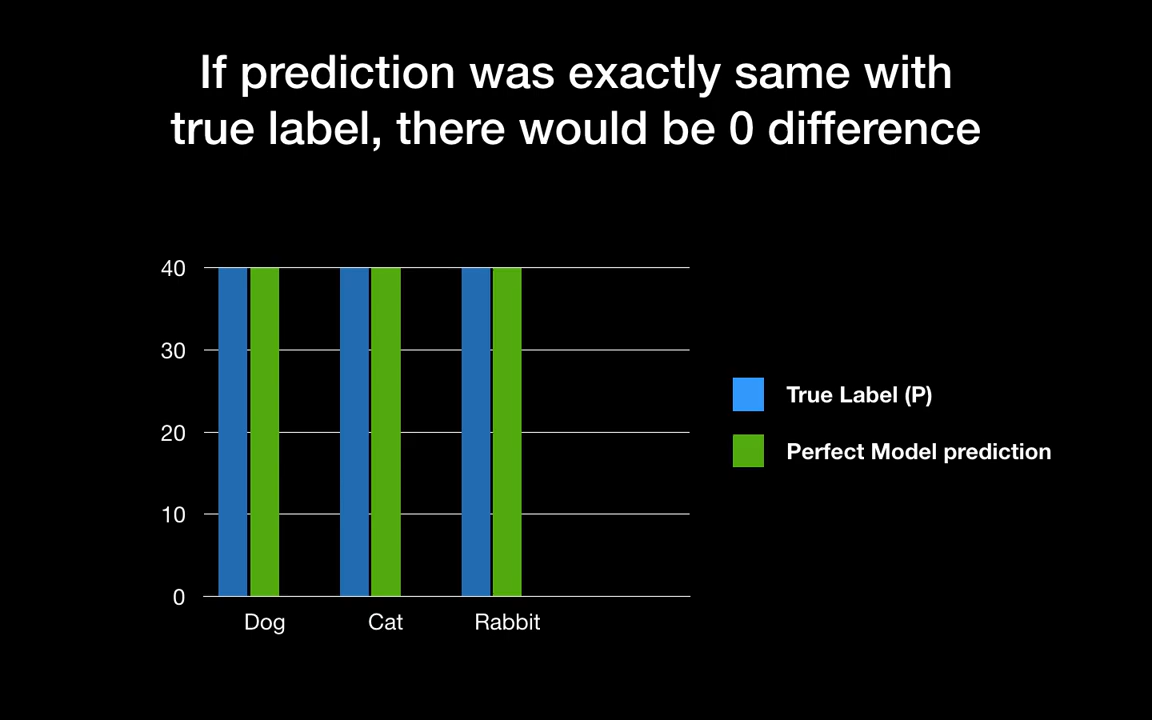 If prediction was exactly same with
true label, there would be 0 difference
40
30
20
10
0
Dog Cat Rabbit
True Label (P)
Perfect Model prediction